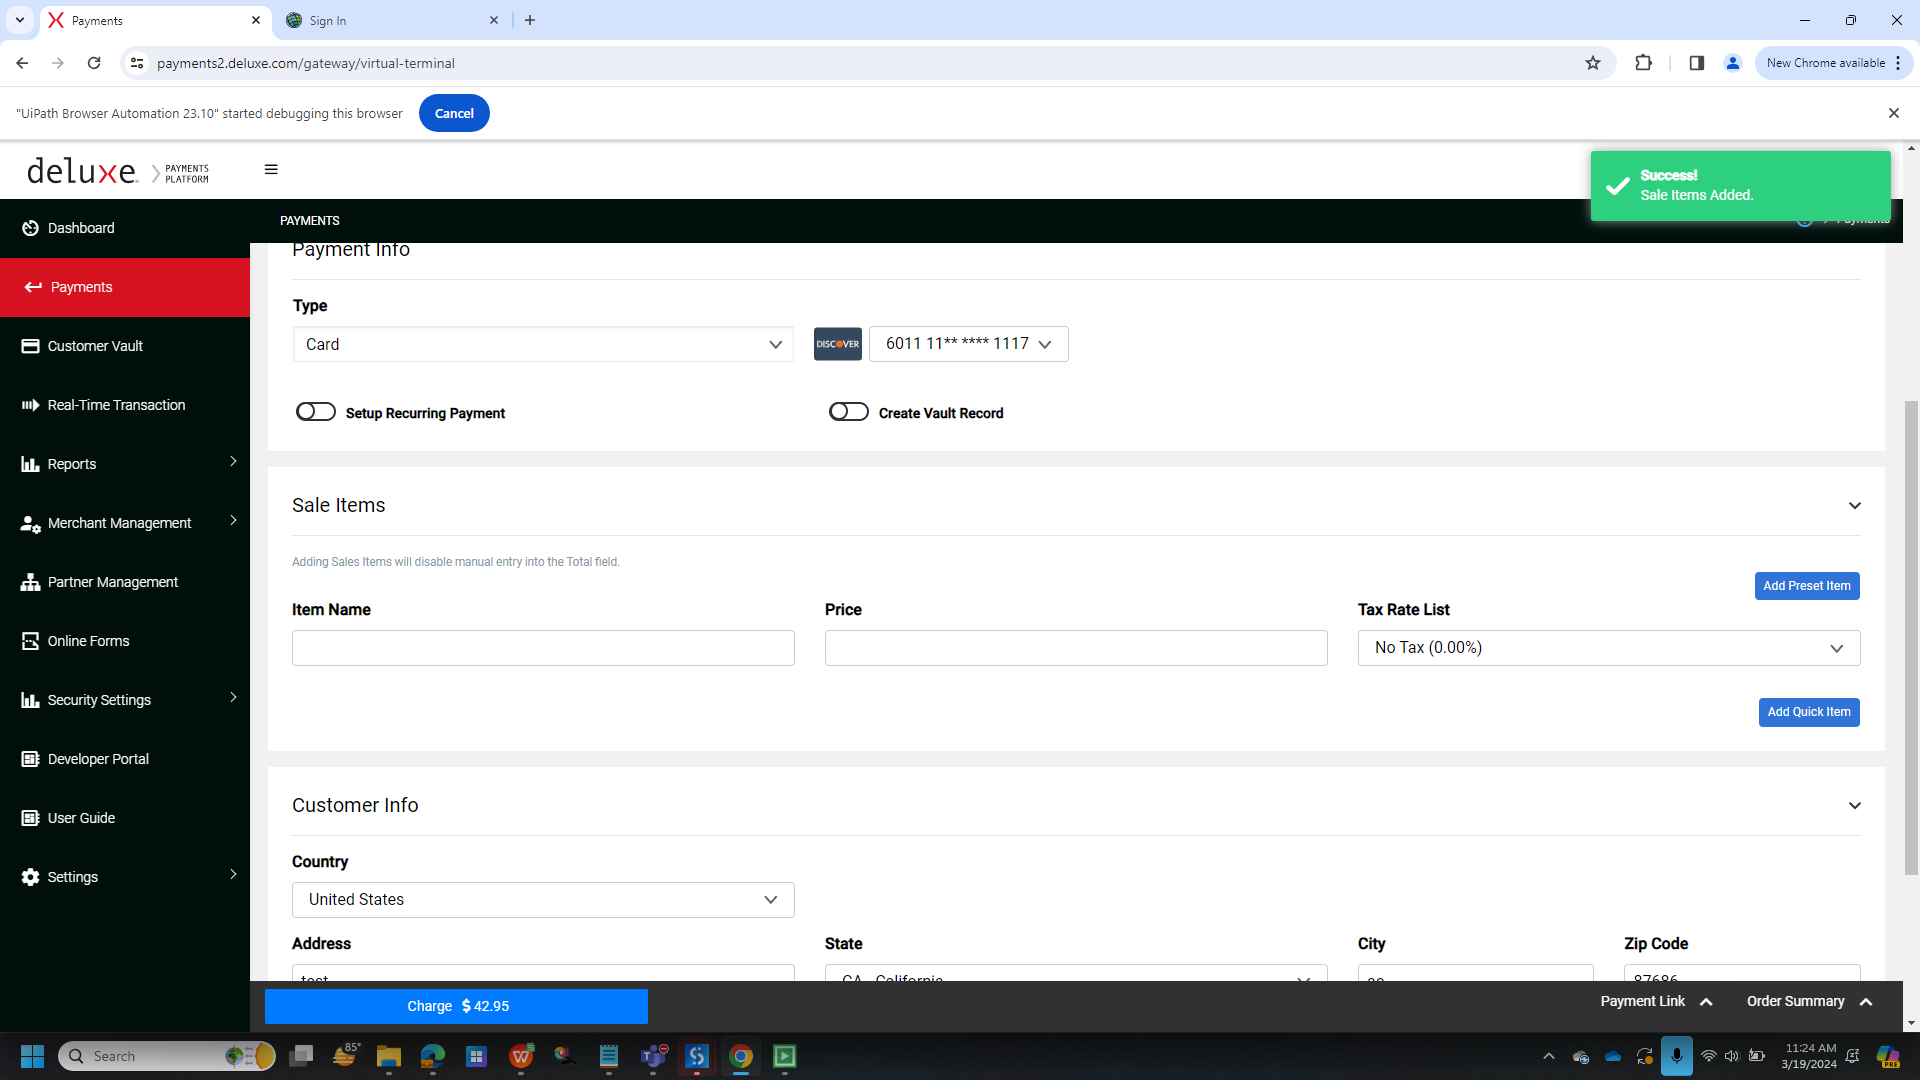 Payments
Sign In
payments2.deluxe.com/gateway/virtual-terminal
New Chrome available
"UiPath Browser Automation 23.10" started debugging this browser
Cancel
deluxe.
PAYMENTS
PLATFORM
Success!
Sale Items Added.
PAYMENTS
Payments
Dashboard
Payments
Customer Vault
Real-Time Transaction
Reports
Merchant Management
Partner Management
Online Forms
Security Settings
Developer Portal
User Guide
Settings
Payment Info
Type
Card
DISCOVER
6011 11** **** 1117
Setup Recurring Payment
Create Vault Record
Sale Items
Adding Sales Items will disable manual entry into the Total field.
Add Preset Item
Item Name
Price
Tax Rate List
No Tax (0.00%)
Add Quick Item
Customer Info
Country
United States
Address
State
City
Zip Code
test
CA - California
87686
Charge $ 42.95
Payment Link
Order Summary
Search
85°
11:24 AM
3/19/2024
PRE